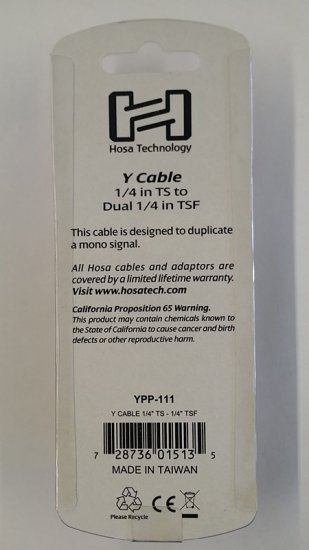 Hosa Technology
Y Cable
1/4 in TS to
Dual 1/4 in TSF
This cable is designed to duplicate
a mono signal.
All Hosa cables and adaptors are
covered by a limited lifetime warranty.
Visit www.hosatech.com.
California Proposition 65 Warning.
This product may contain chemicals known to
the State of California to cause cancer and birth
defects or other reproductive harm.
YPP-111
Y CABLE 1/4" TS - 1/4" TSF
7 28736 01513 5
MADE IN TAIWAN
CE
Please Recycle